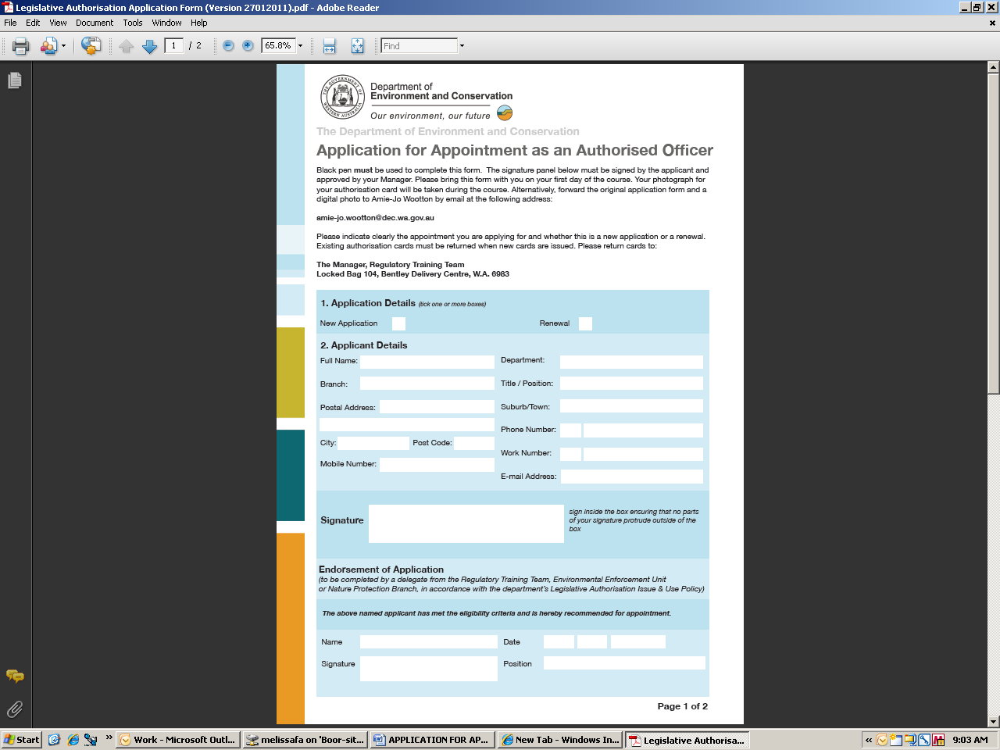 Legislative Authorisation Application Form (Version 27012011).pdf - Adobe Reader
File Edit View Document Tools Window Help
1 / 2 65.8% Find
THE GOVERNMENT OF WESTERN AUSTRALIA
Department of
Environment and Conservation
Our environment, our future
The Department of Environment and Conservation
Application for Appointment as an Authorised Officer
Black pen must be used to complete this form. The signature panel below must be signed by the applicant and
approved by your Manager. Please bring this form with you on your first day of the course. Your photograph for
your authorisation card will be taken during the course. Alternatively, forward the original application form and a
digital photo to Amie-Jo Wootton by email at the following address:
amie-jo.wootton@dec.wa.gov.au
Please indicate clearly the appointment you are applying for and whether this is a new application or a renewal.
Existing authorisation cards must be returned when new cards are issued. Please return cards to:
The Manager, Regulatory Training Team
Locked Bag 104, Bentley Delivery Centre, W.A. 6983
1. Application Details (tick one or more boxes)
New Application Renewal
2. Applicant Details
Full Name: Department:
Branch: Title / Position:
Postal Address: Suburb/Town:
Phone Number:
City: Post Code:
Work Number:
Mobile Number:
E-mail Address:
Signature
sign inside the box ensuring that no parts
of your signature protrude outside of the
box
Endorsement of Application
(to be completed by a delegate from the Regulatory Training Team, Environmental Enforcement Unit
or Nature Protection Branch, in accordance with the department's Legislative Authorisation Issue & Use Policy)
The above named applicant has met the eligibility criteria and is hereby recommended for appointment.
Name Date
Signature Position
Page 1 of 2
Start » Work - Microsoft Outl... melissafa on 'Boor-sit... APPLICATION FOR AP... New Tab - Windows In... Legislative Authorisa... « 9:03 AM